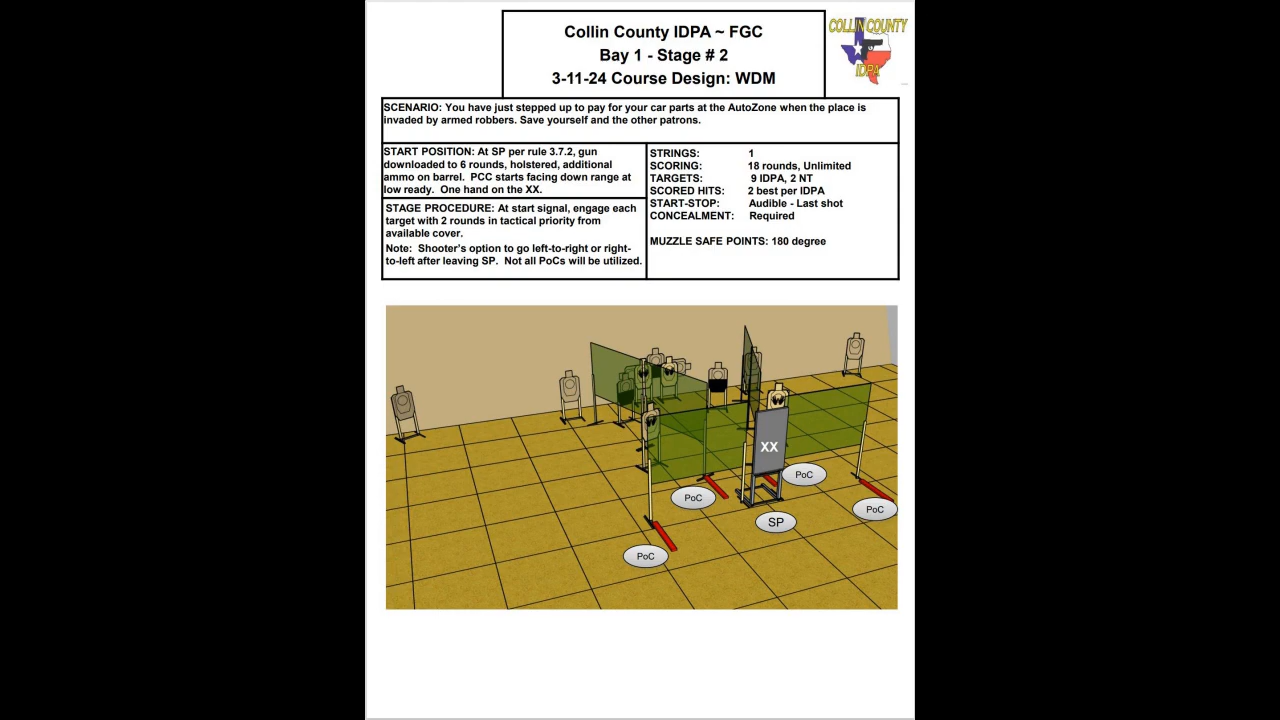 Collin County IDPA ~ FGC
Bay 1 - Stage # 2
3-11-24 Course Design: WDM
COLLIN COUNTY
IDPA
SCENARIO: You have just stepped up to pay for your car parts at the AutoZone when the place is
invaded by armed robbers. Save yourself and the other patrons.
START POSITION: At SP per rule 3.7.2, gun
downloaded to 6 rounds, holstered, additional
ammo on barrel. PCC starts facing down range at
low ready. One hand on the XX.
STAGE PROCEDURE: At start signal, engage each
target with 2 rounds in tactical priority from
available cover.
Note: Shooter's option to go left-to-right or right-
to-left after leaving SP. Not all PoCs will be utilized.
STRINGS: 1
SCORING: 18 rounds, Unlimited
TARGETS: 9 IDPA, 2 NT
SCORED HITS: 2 best per IDPA
START-STOP: Audible - Last shot
CONCEALMENT: Required
MUZZLE SAFE POINTS: 180 degree
XX
PoC
PoC
PoC
SP
PoC